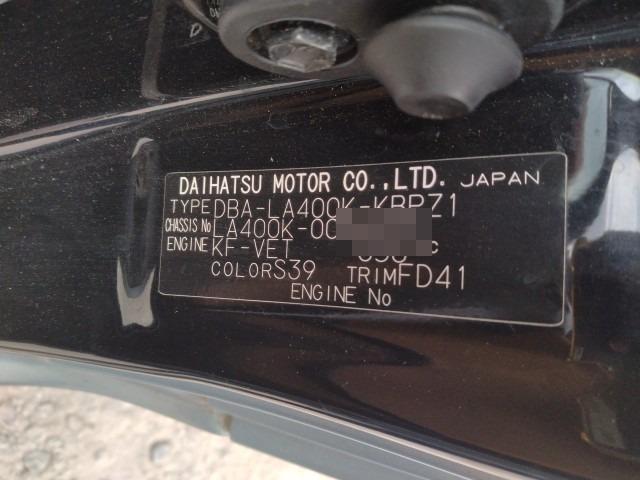 DAIHATSU MOTOR CO.,LTD. JAPAN
TYPE DBA-LA400K-KBPZ1
CHASSIS No LA400K-00
ENGINE KF-VET c
COLOR S39 TRIM FD41
ENGINE No